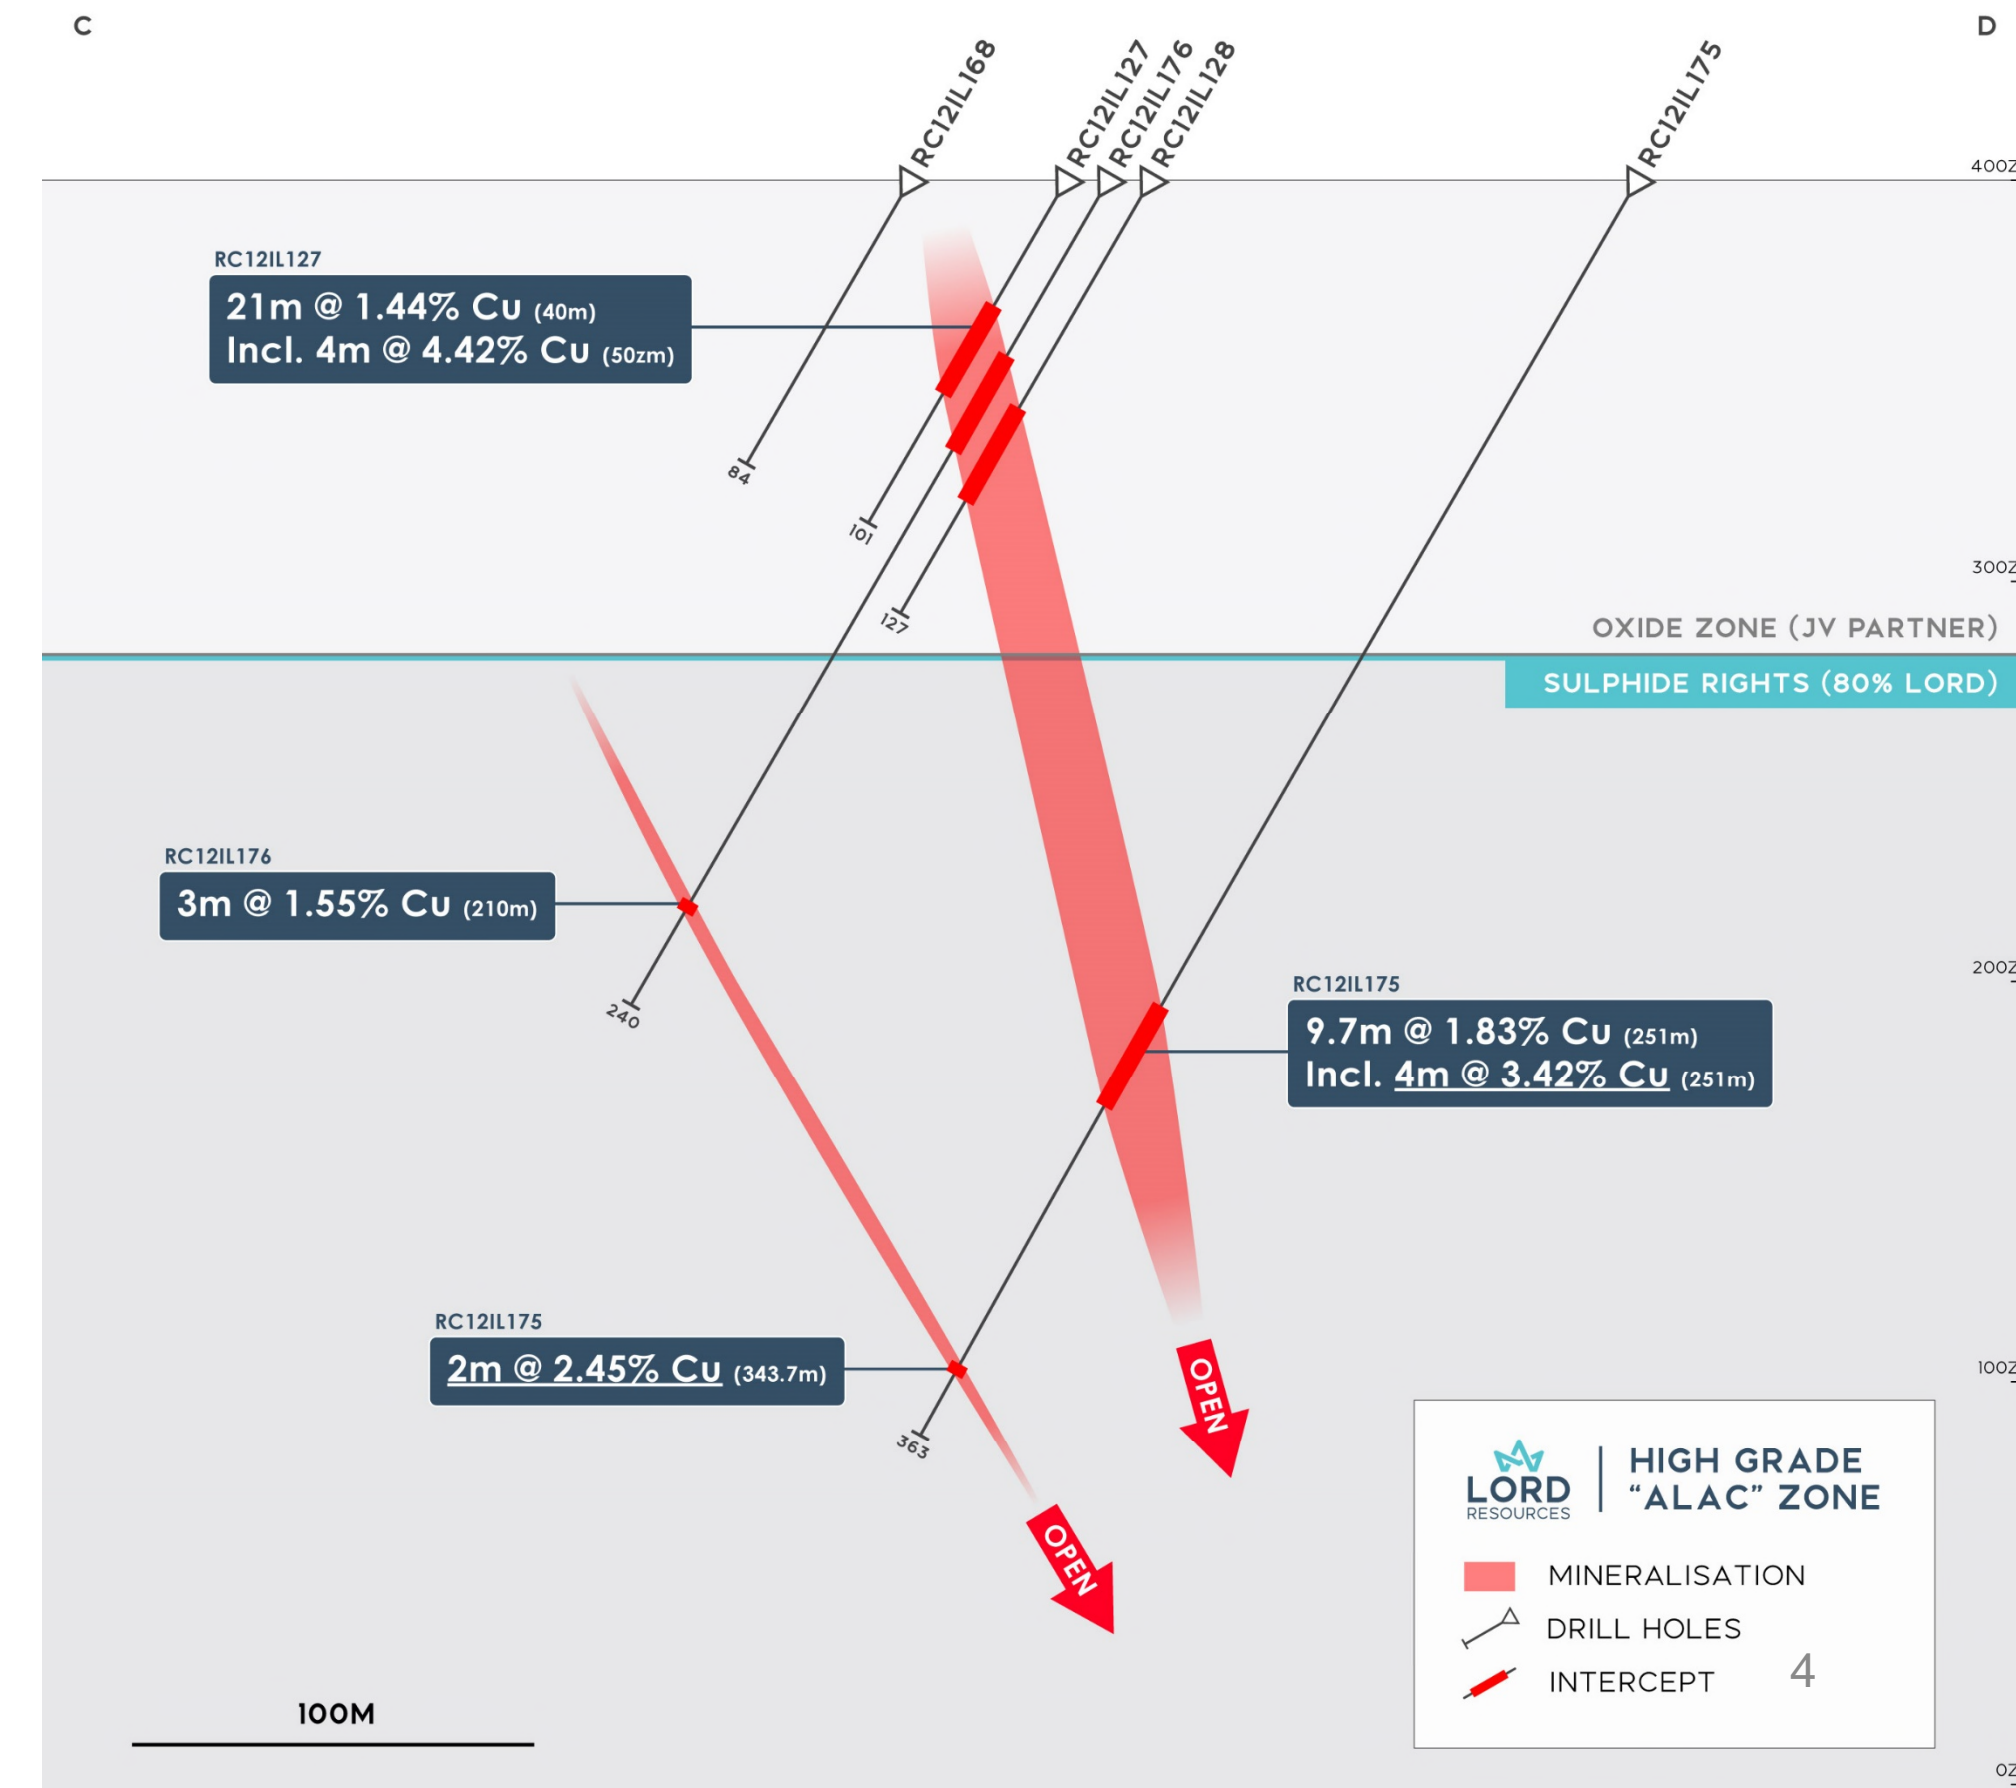 C
D
RC12IL168
RC12IL127
RC12IL176
RC12IL128
RC12IL175
400Z
RC12IL127
21m @ 1.44% Cu (40m)
Incl. 4m @ 4.42% Cu (50zm)
84
101
127
300Z
OXIDE ZONE (JV PARTNER)
SULPHIDE RIGHTS (80% LORD)
RC12IL176
3m @ 1.55% Cu (210m)
240
200Z
RC12IL175
9.7m @ 1.83% Cu (251m)
Incl. 4m @ 3.42% Cu (251m)
RC12IL175
2m @ 2.45% Cu (343.7m)
363
OPEN
OPEN
100Z
LORD
RESOURCES
HIGH GRADE
“ALAC” ZONE
MINERALISATION
DRILL HOLES
INTERCEPT
4
100M
0Z